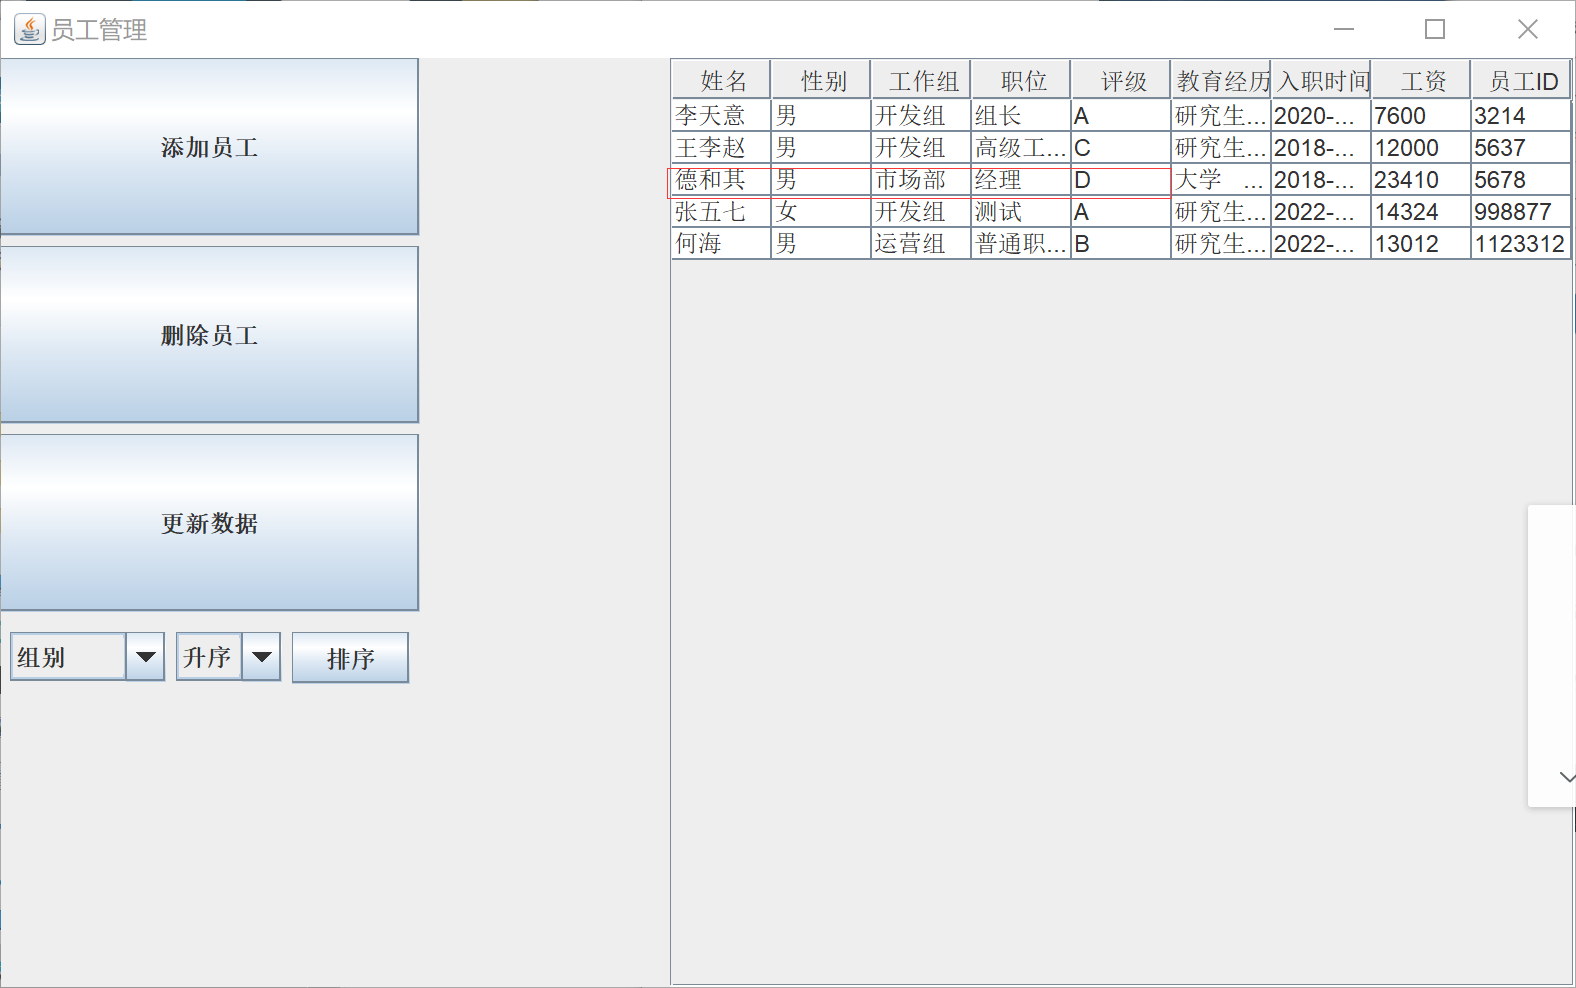 员工管理
添加员工
删除员工
更新数据
组别 升序 排序
姓名 性别 工作组 职位 评级 教育经历 入职时间 工资 员工ID
李天意 男 开发组 组长 A 研究生... 2020-... 7600 3214
王李赵 男 开发组 高级工... C 研究生... 2018-... 12000 5637
德和其 男 市场部 经理 D 大学 ... 2018-... 23410 5678
张五七 女 开发组 测试 A 研究生... 2022-... 14324 998877
何海 男 运营组 普通职... B 研究生... 2022-... 13012 1123312